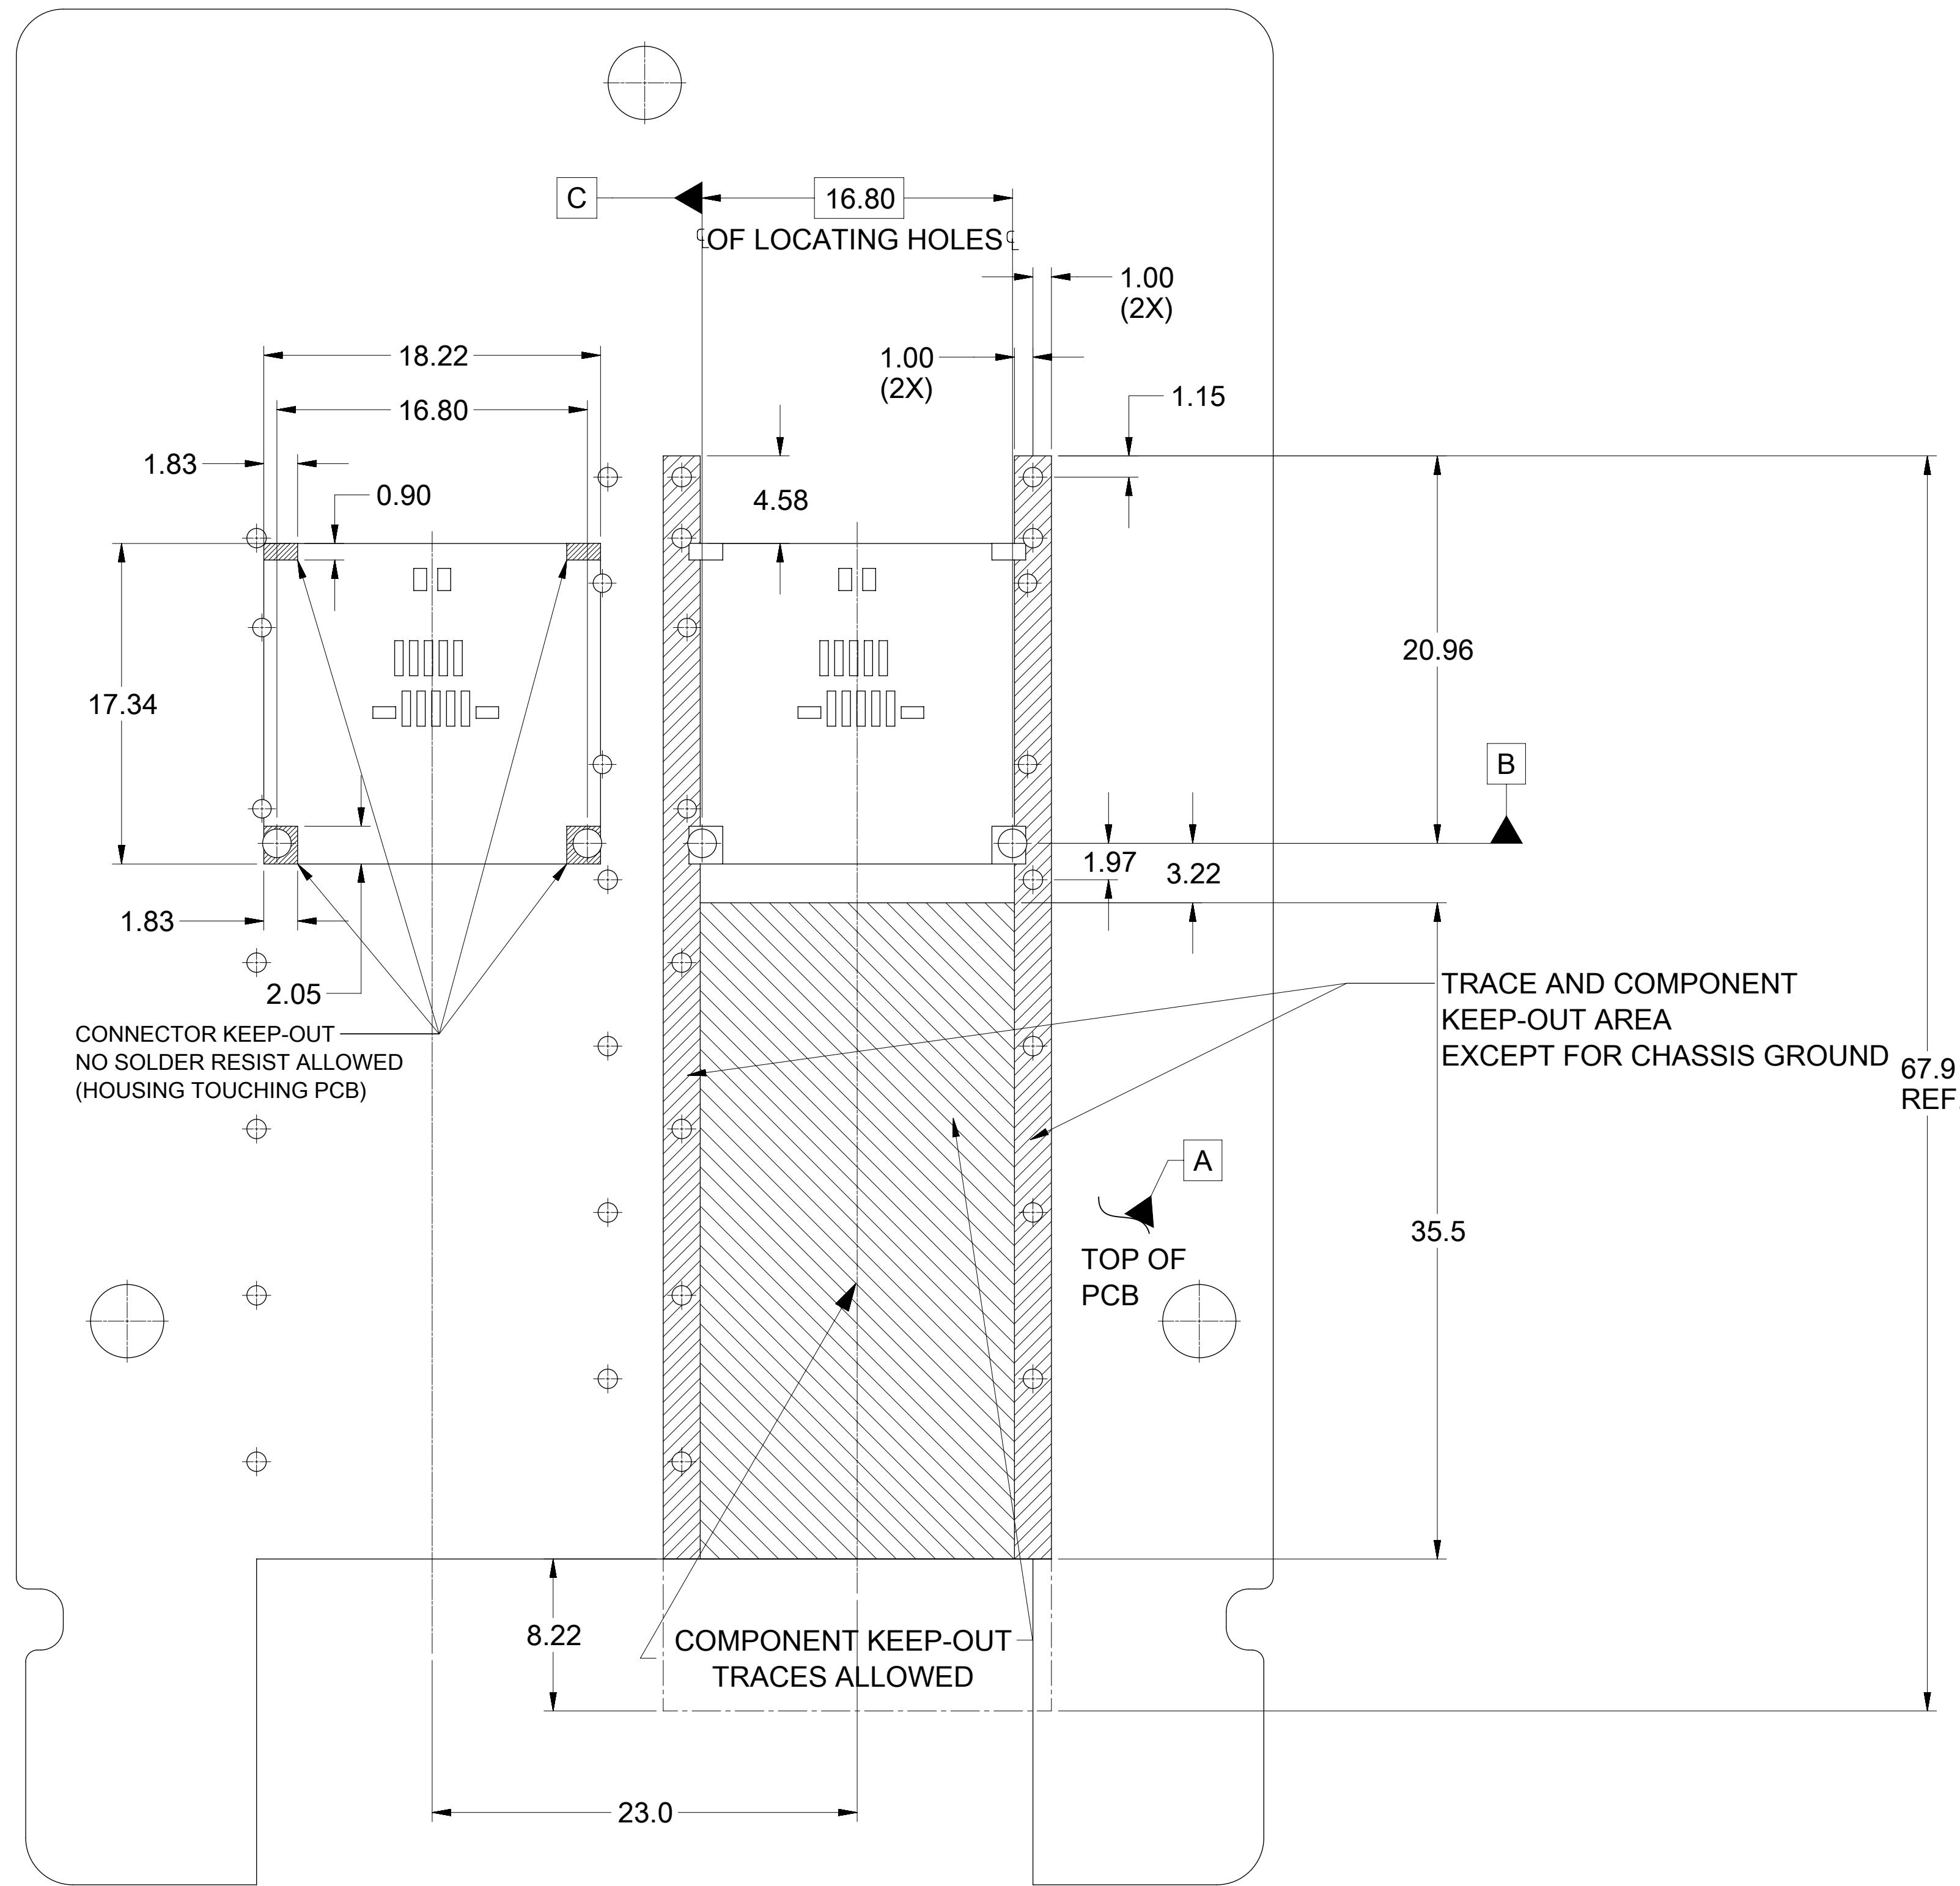 C
16.80
℄ OF LOCATING HOLES ℄
1.00
(2X)
18.22
1.00
(2X)
1.15
16.80
1.83
0.90
4.58
20.96
17.34
B
1.97
3.22
1.83
2.05
TRACE AND COMPONENT
KEEP-OUT AREA
EXCEPT FOR CHASSIS GROUND
CONNECTOR KEEP-OUT
NO SOLDER RESIST ALLOWED
(HOUSING TOUCHING PCB)
67.9
REF
A
TOP OF
PCB
35.5
8.22
COMPONENT KEEP-OUT
TRACES ALLOWED
23.0